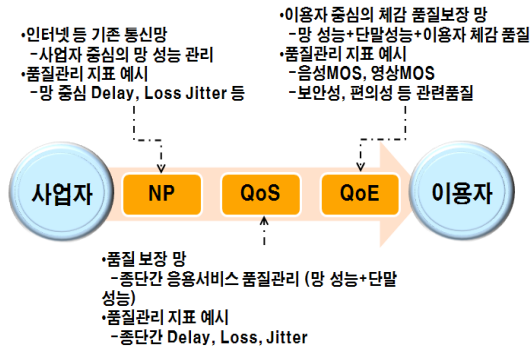 •인터넷 등 기존 통신망
-사업자 중심의 망 성능 관리
•품질관리 지표 예시
-망 중심 Delay, Loss Jitter 등
•이용자 중심의 체감 품질보장 망
-망 성능+단말성능+이용자 체감 품질
•품질관리 지표 예시
-음성MOS, 영상MOS
-보안성, 편의성 등 관련품질
사업자
NP
QoS
QoE
이용자
•품질 보장 망
-종단간 응용서비스 품질관리 (망 성능+단말
성능)
•품질관리 지표 예시
-종단간 Delay, Loss, Jitter